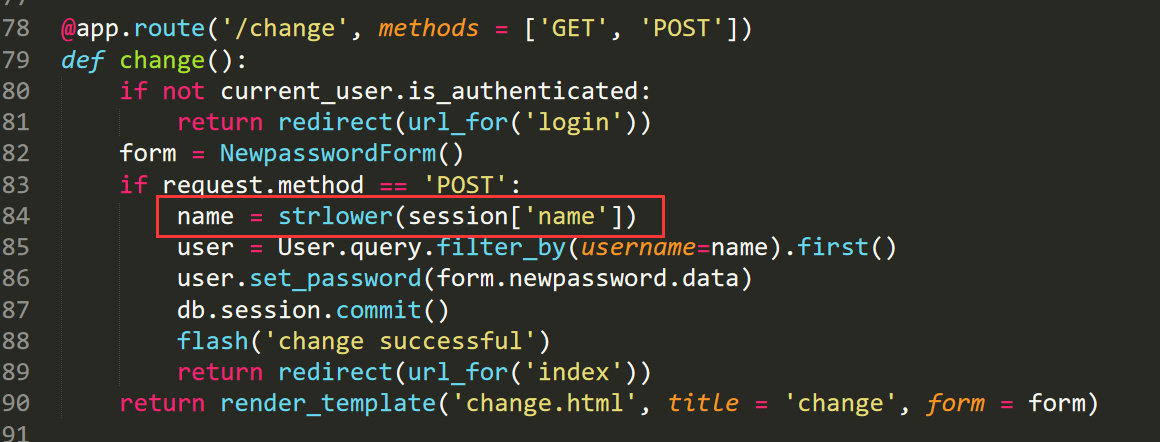 77
78 @app.route('/change', methods = ['GET', 'POST'])
79 def change():
80     if not current_user.is_authenticated:
81         return redirect(url_for('login'))
82     form = NewpasswordForm()
83     if request.method == 'POST':
84         name = strlower(session['name'])
85         user = User.query.filter_by(username=name).first()
86         user.set_password(form.newpassword.data)
87         db.session.commit()
88         flash('change successful')
89         return redirect(url_for('index'))
90     return render_template('change.html', title = 'change', form = form)
91